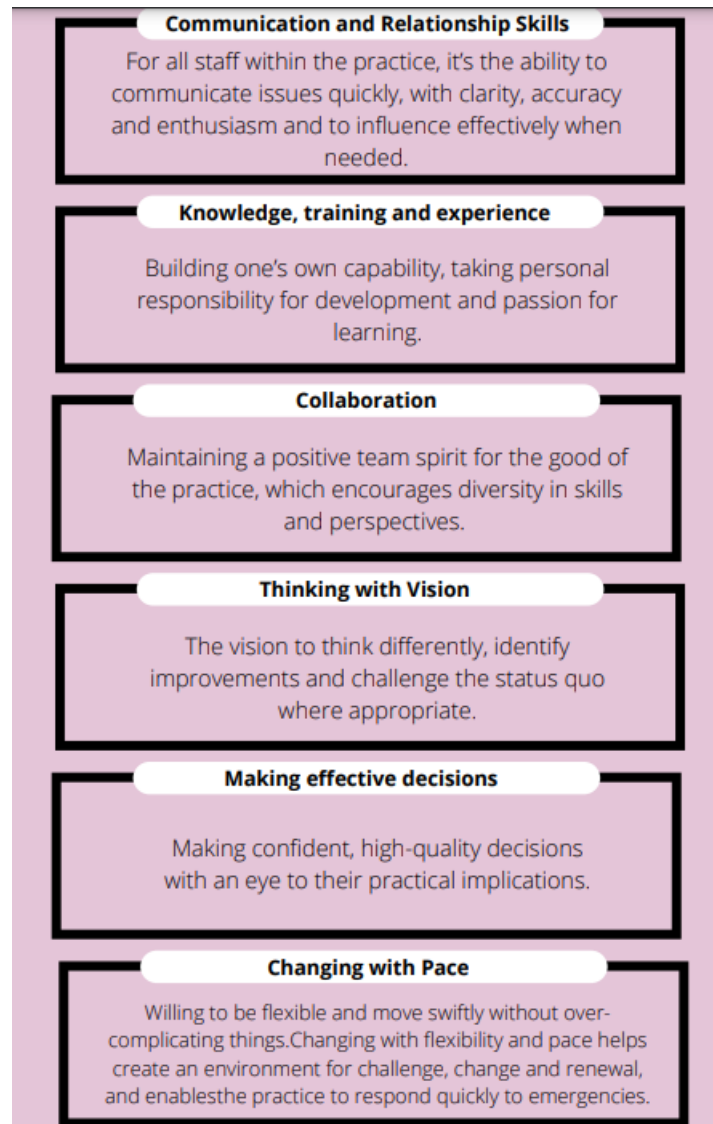 Communication and Relationship Skills
For all staff within the practice, it’s the ability to
communicate issues quickly, with clarity, accuracy
and enthusiasm and to influence effectively when
needed.
Knowledge, training and experience
Building one’s own capability, taking personal
responsibility for development and passion for
learning.
Collaboration
Maintaining a positive team spirit for the good of
the practice, which encourages diversity in skills
and perspectives.
Thinking with Vision
The vision to think differently, identify
improvements and challenge the status quo
where appropriate.
Making effective decisions
Making confident, high-quality decisions
with an eye to their practical implications.
Changing with Pace
Willing to be flexible and move swiftly without over-
complicating things.Changing with flexibility and pace helps
create an environment for challenge, change and renewal,
and enablesthe practice to respond quickly to emergencies.